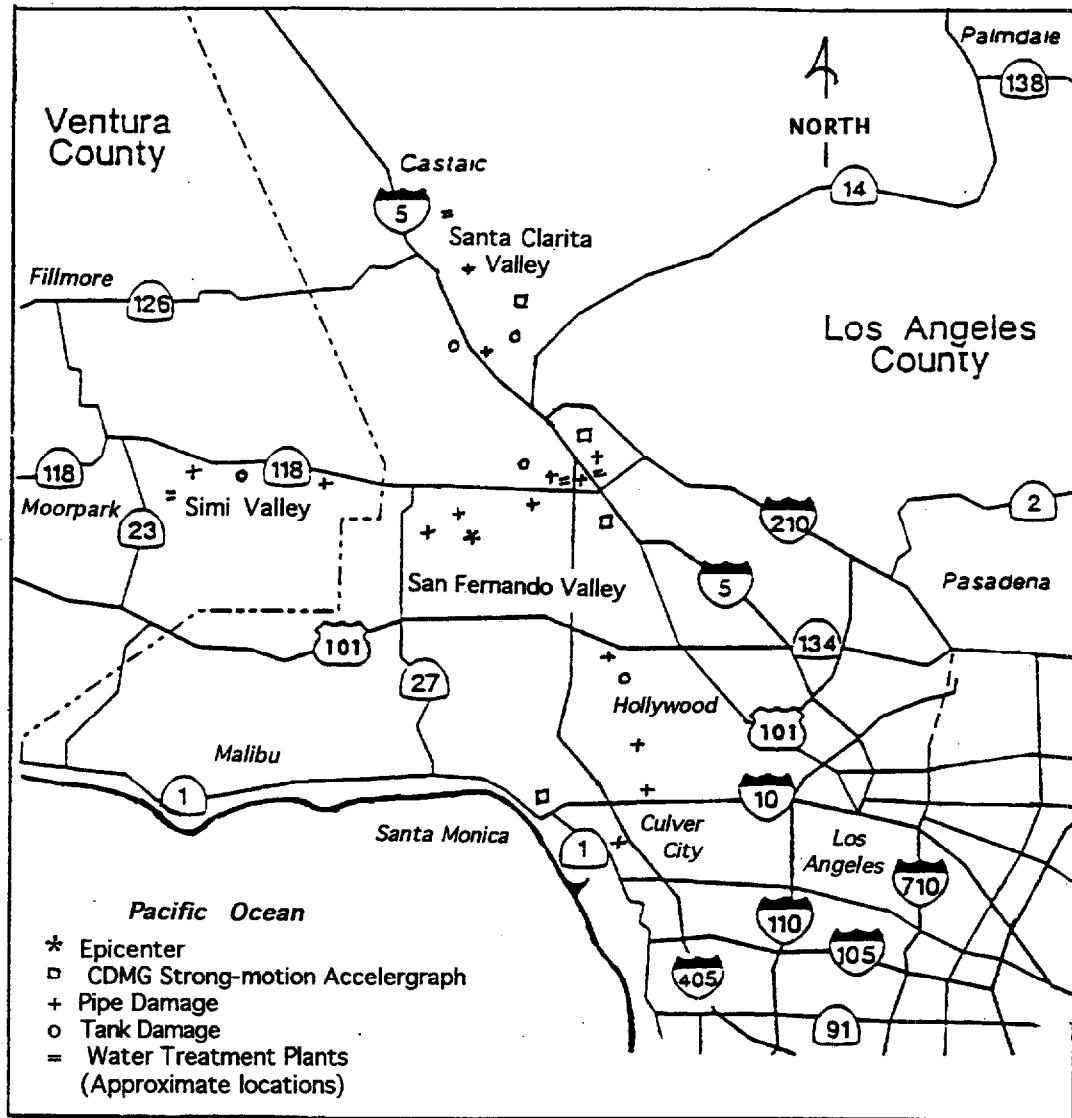 Palmdale
138
NORTH
Ventura
County
Castaic
14
5
Santa Clarita
Valley
Fillmore
126
Los Angeles
County
118
118
Moorpark
Simi Valley
2
23
210
San Fernando Valley
5
Pasadena
101
134
27
Hollywood
101
Malibu
1
10
Santa Monica
Culver
City
1
Los
Angeles
710
Pacific Ocean
110
* Epicenter
105
CDMG Strong-motion Accelergraph
405
+ Pipe Damage
o Tank Damage
91
= Water Treatment Plants
(Approximate locations)